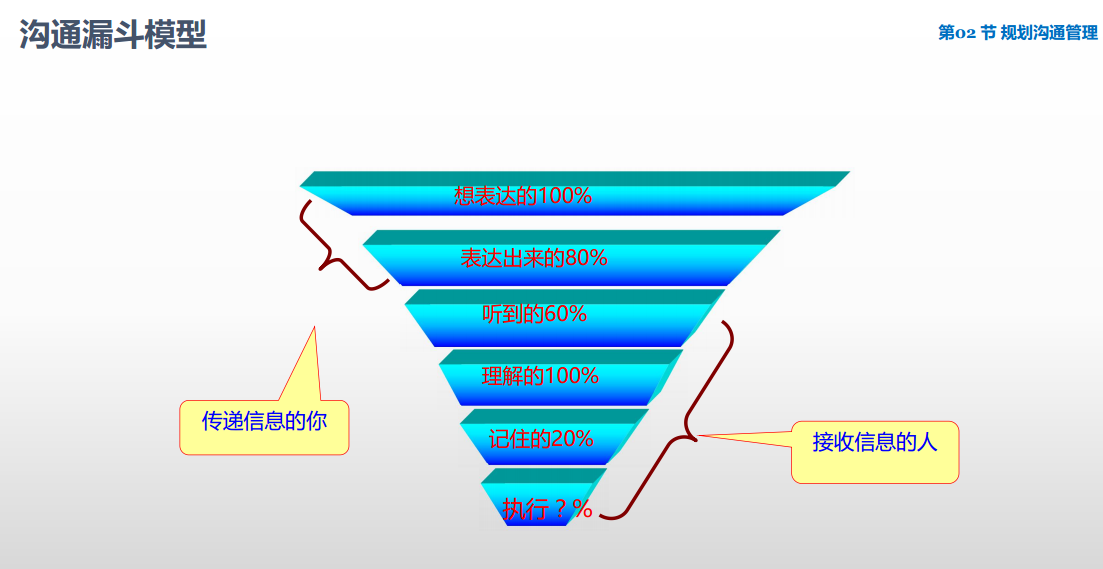 沟通漏斗模型
第02 节 规划沟通管理
想表达的100%
表达出来的80%
听到的60%
理解的100%
记住的20%
执行？%
传递信息的你
接收信息的人